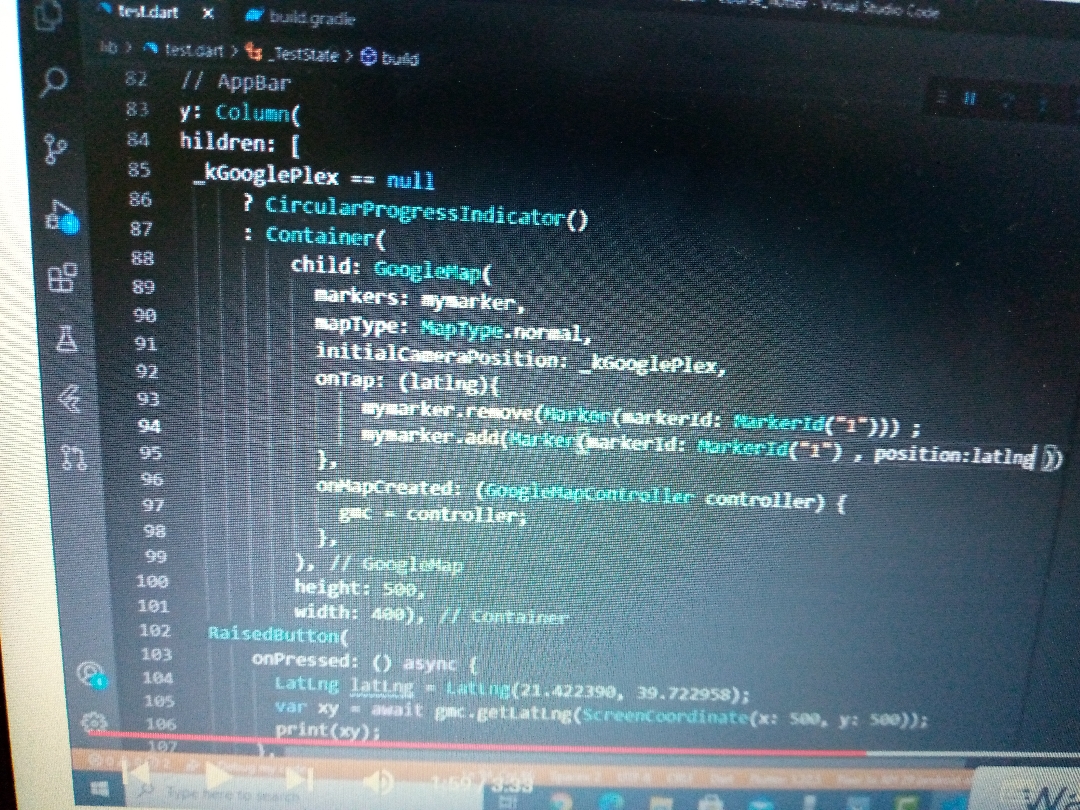 test.dart × build.gradle
Visual Studio Code
lib > test.dart > _TestState > build
82 // AppBar
83 y: Column(
84 hildren: [
85 _kGooglePlex == null
86 ? CircularProgressIndicator()
87 : Container(
88 child: GoogleMap(
89 markers: mymarker,
90 mapType: MapType.normal,
91 initialCameraPosition: _kGooglePlex,
92 onTap: (latlng){
93 mymarker.remove(Marker(markerId: MarkerId("1"))) ;
94 mymarker.add(Marker(markerId: MarkerId("1") , position:latlng ))
95 },
96 onMapCreated: (GoogleMapController controller) {
97 gmc = controller;
98 },
99 ), // GoogleMap
100 height: 500,
101 width: 400), // Container
102 RaisedButton(
103 onPressed: () async {
104 LatLng latLng = LatLng(21.422390, 39.722958);
105 var xy = await gmc.getLatLng(ScreenCoordinate(x: 500, y: 500));
106 print(xy);
107 },
1:50 / 3:33
Type here to search